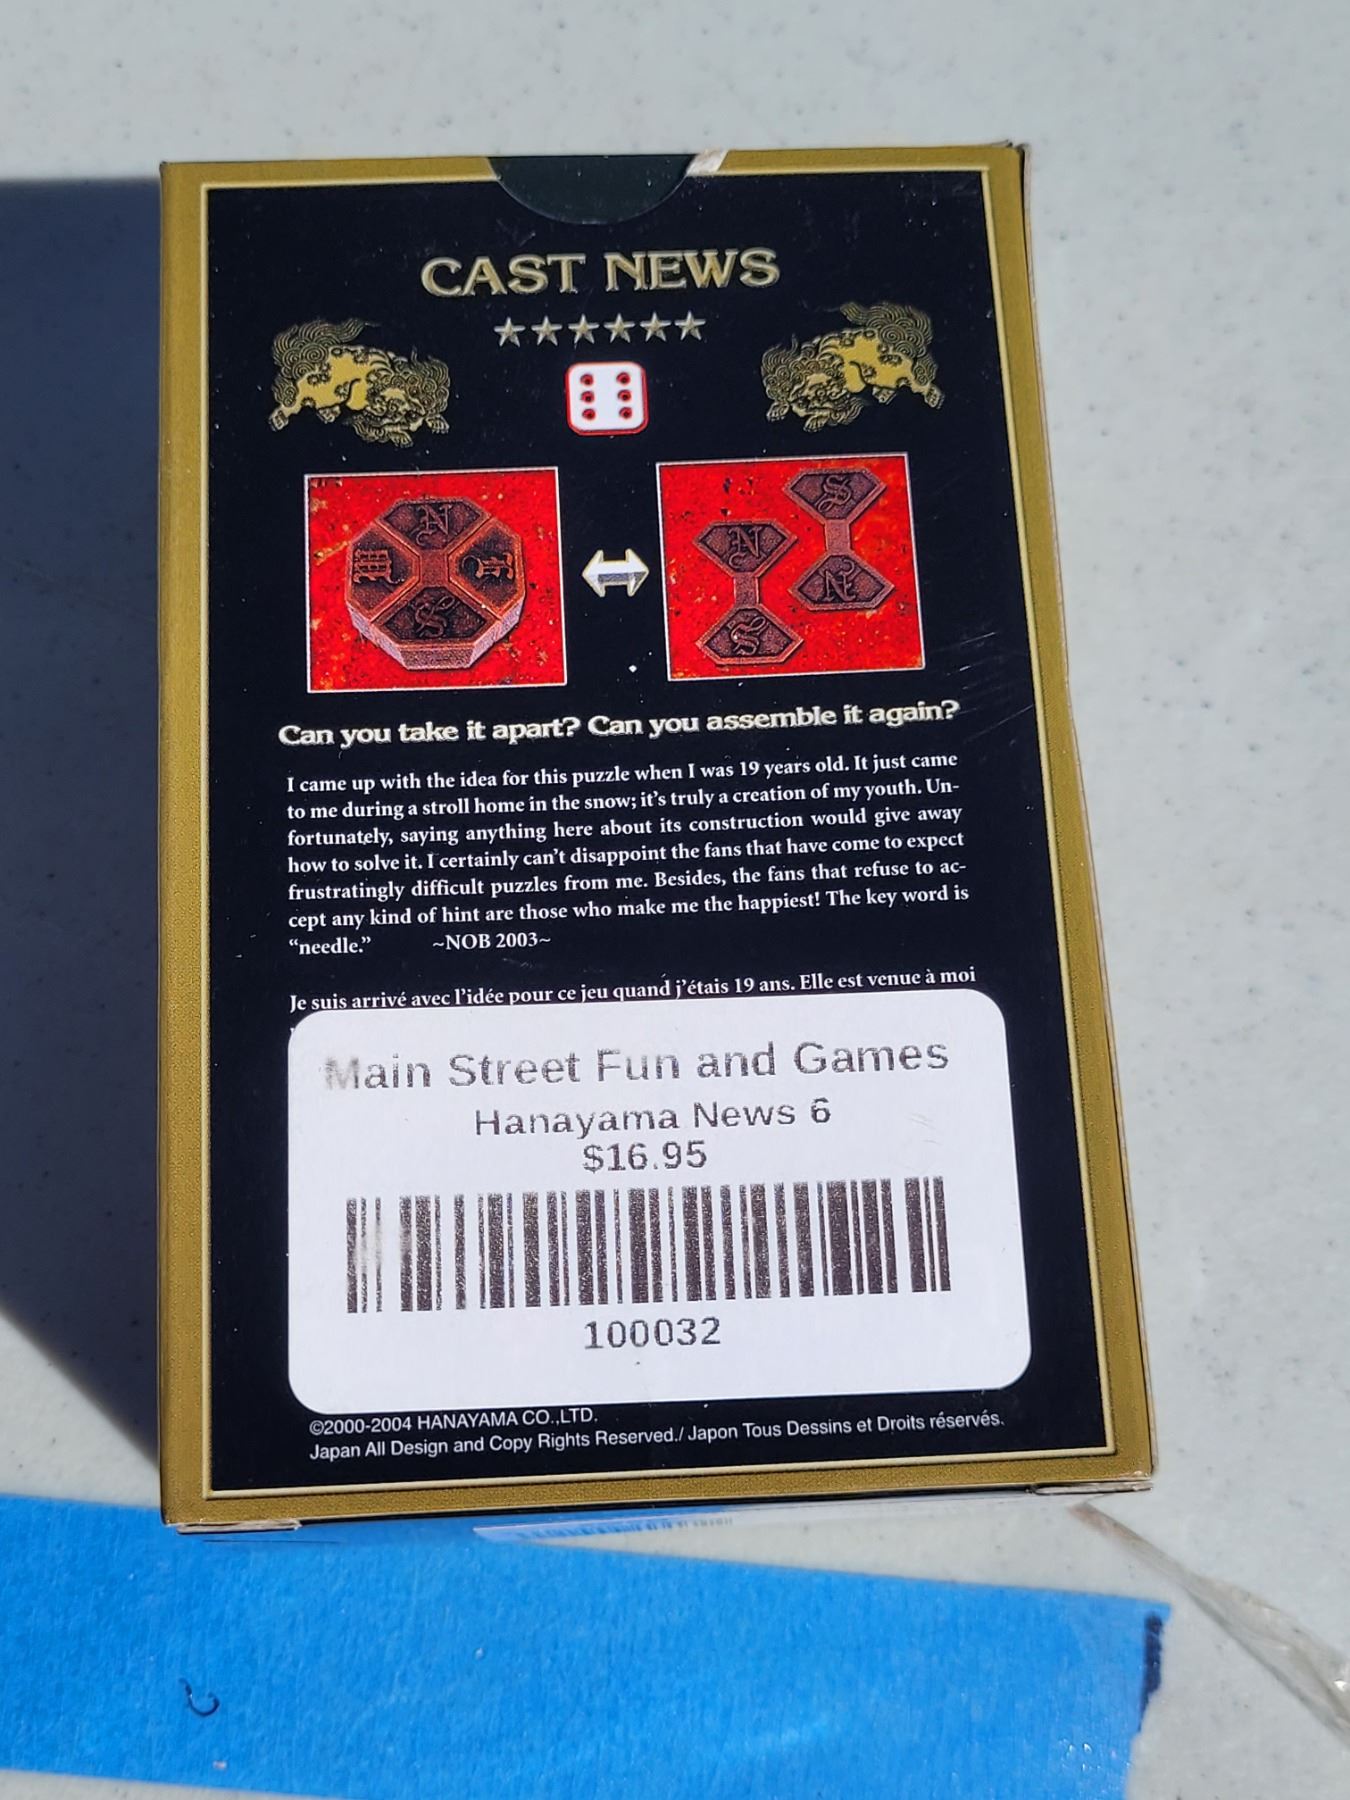 CAST NEWS
N
W
E
S
N
S
S
N
Can you take it apart? Can you assemble it again?
I came up with the idea for this puzzle when I was 19 years old. It just came
to me during a stroll home in the snow; it's truly a creation of my youth. Un-
fortunately, saying anything here about its construction would give away
how to solve it. I certainly can't disappoint the fans that have come to expect
frustratingly difficult puzzles from me. Besides, the fans that refuse to ac-
cept any kind of hint are those who make me the happiest! The key word is
“needle.” ~NOB 2003~
Je suis arrivé avec l'idée pour ce jeu quand j'étais 19 ans. Elle est venue à moi
Main Street Fun and Games
Hanayama News 6
$16.95
100032
©2000-2004 HANAYAMA CO.,LTD.
Japan All Design and Copy Rights Reserved./ Japon Tous Dessins et Droits réservés.